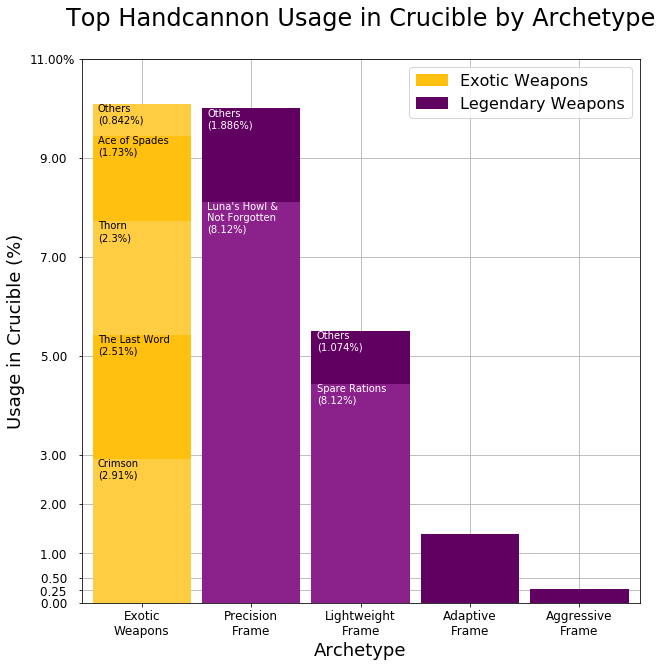 Top Handcannon Usage in Crucible by Archetype
Exotic Weapons
Legendary Weapons
Usage in Crucible (%)
11.00%
9.00
7.00
5.00
3.00
2.00
1.00
0.50
0.25
0.00
Others
(0.842%)
Ace of Spades
(1.73%)
Thorn
(2.3%)
The Last Word
(2.51%)
Crimson
(2.91%)
Others
(1.886%)
Luna's Howl &
Not Forgotten
(8.12%)
Others
(1.074%)
Spare Rations
(8.12%)
Exotic
Weapons
Precision
Frame
Lightweight
Frame
Adaptive
Frame
Aggressive
Frame
Archetype